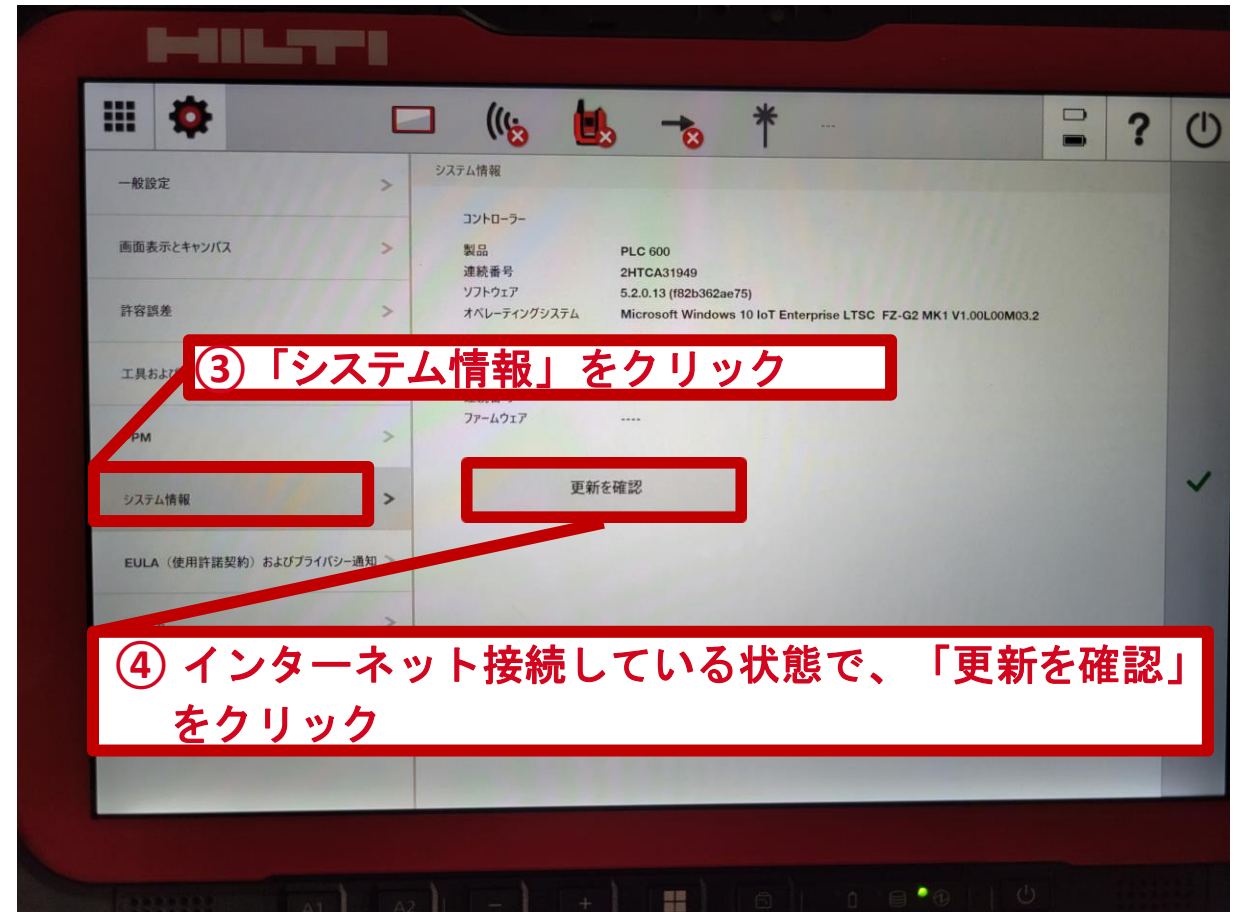 HILTI
?
---
一般設定
画面表示とキャンバス
許容誤差
工具およ
PM
システム情報
EULA（使用許諾契約）およびプライバシー通知
システム情報
コントローラー
製品 PLC 600
連続番号 2HTCA31949
ソフトウェア 5.2.0.13 (f82b362ae75)
オペレーティングシステム Microsoft Windows 10 IoT Enterprise LTSC FZ-G2 MK1 V1.00L00M03.2
③「システム情報」をクリック
ファームウェア ----
更新を確認
④ インターネット接続している状態で、「更新を確認」
をクリック
A1 A2 - +